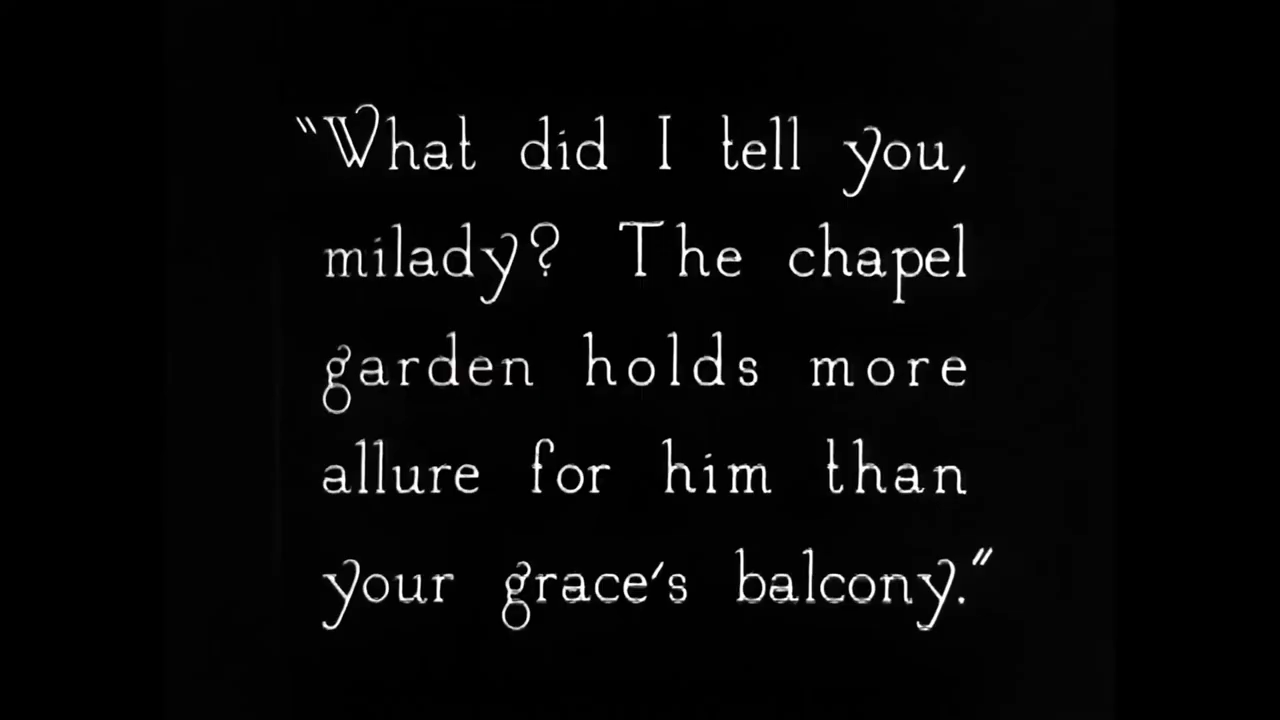 “What did I tell you,
milady? The chapel
garden holds more
allure for him than
your grace's balcony.”